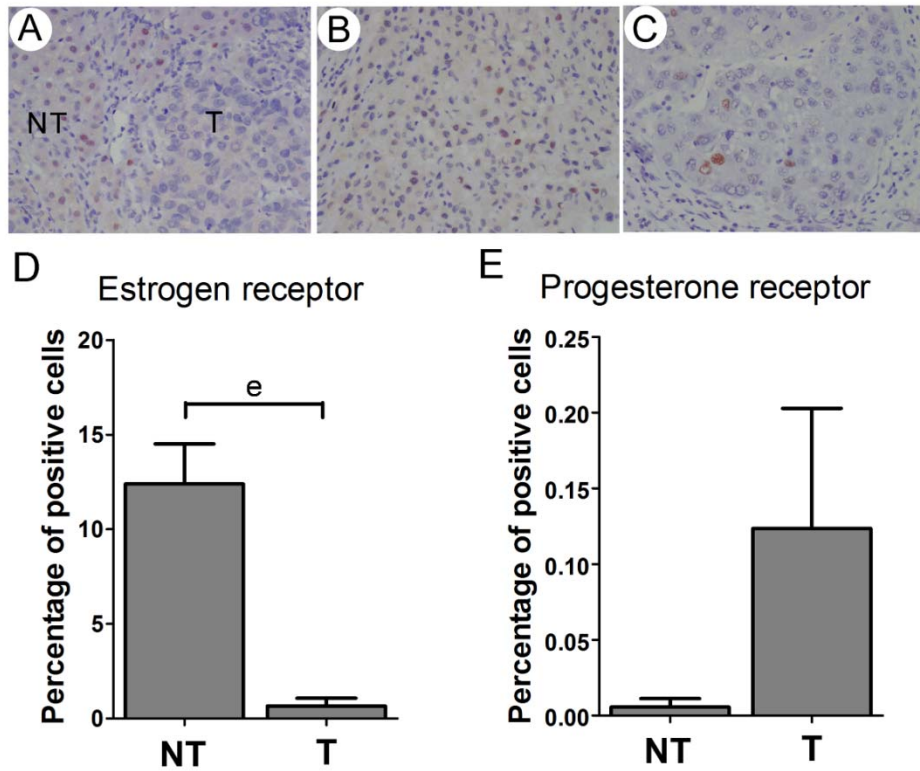 A
NT
T
B
C
D
Estrogen receptor
Percentage of positive cells
20
15
10
5
0
e
NT
T
E
Progesterone receptor
Percentage of positive cells
0.25
0.20
0.15
0.10
0.05
0.00
NT
T